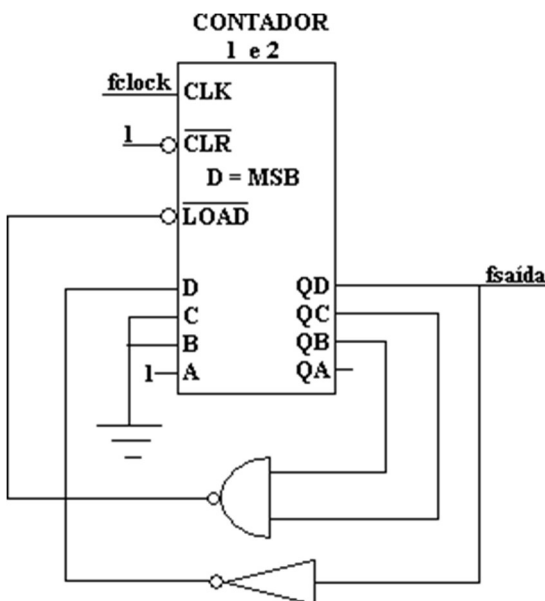 CONTADOR
1 e 2
fclock CLK
1 CLR
D = MSB
LOAD
D QD fsaída
C QC
B QB
1 A QA